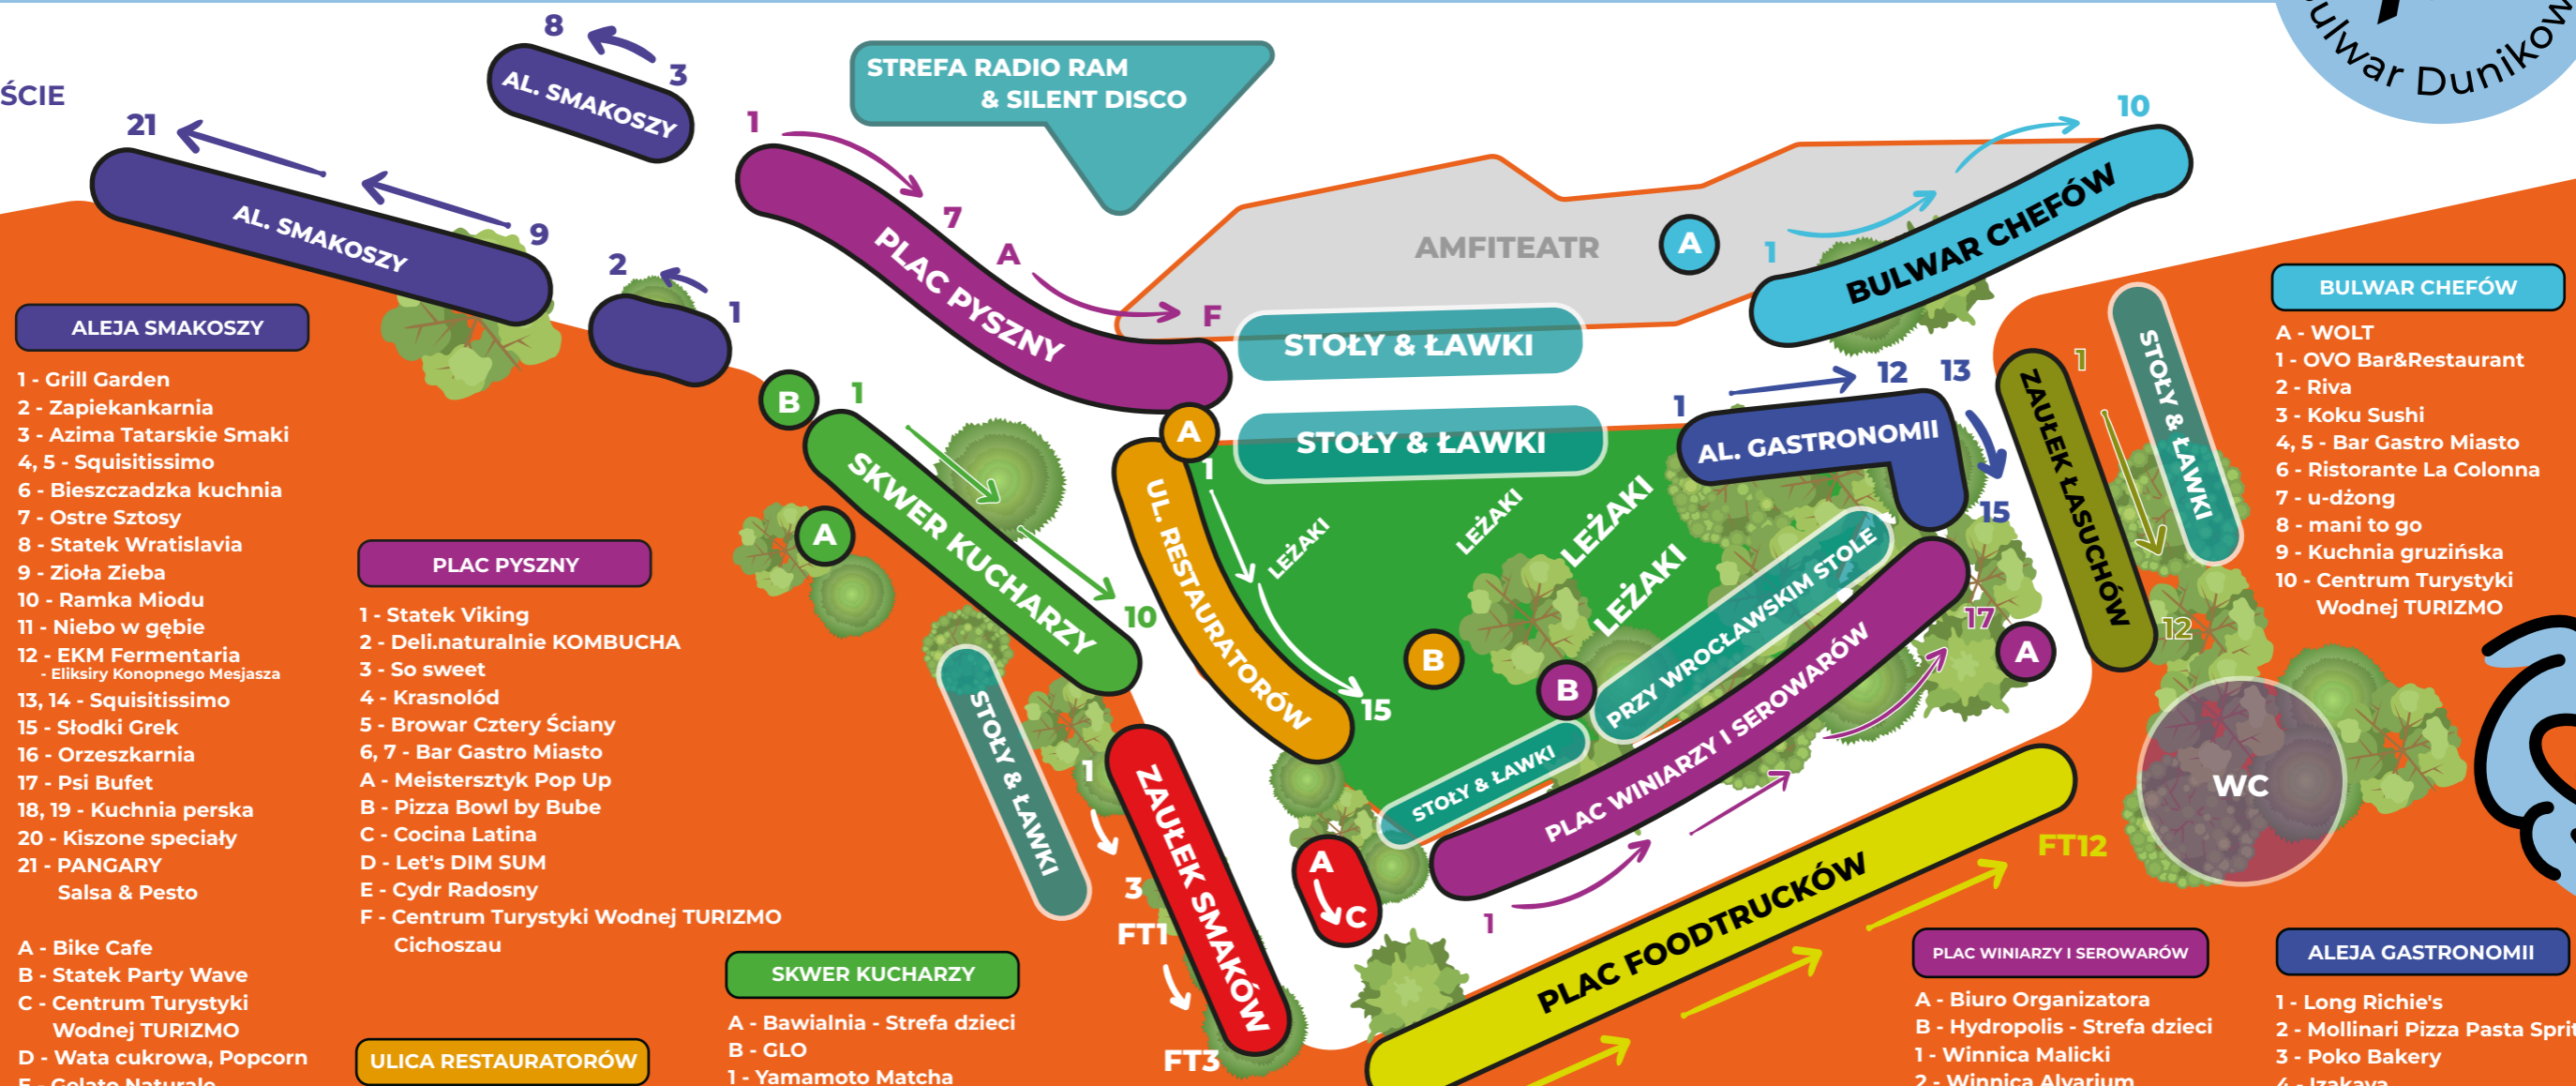 ŚCIE
21
8
3
AL. SMAKOSZY
AL. SMAKOSZY
9
2
1
STREFA RADIO RAM
& SILENT DISCO
1
7
A
F
PLAC PYSZNY
AMFITEATR
A
1
10
BULWAR CHEFÓW
Bulwar
STOŁY & ŁAWKI
STOŁY & ŁAWKI
B
1
A
10
SKWER KUCHARZY
A
1
15
UL. RESTAURATORÓW
LEŻAKI
LEŻAKI
LEŻAKI
LEŻAKI
B
1
12
13
15
AL. GASTRONOMII
1
12
ZAUŁEK ŁASUCHÓW
STOŁY & ŁAWKI
STOŁY & ŁAWKI
B
PRZY WROCŁAWSKIM STOLE
STOŁY & ŁAWKI
PLAC WINIARZY I SEROWARÓW
1
17
A
WC
1
3
FT1
FT3
ZAUŁEK SMAKÓW
A
C
PLAC FOODTRUCKÓW
FT12
ALEJA SMAKOSZY
1 - Grill Garden
2 - Zapiekankarnia
3 - Azima Tatarskie Smaki
4, 5 - Squisitissimo
6 - Bieszczadzka kuchnia
7 - Ostre Sztosy
8 - Statek Wratislavia
9 - Zioła Zieba
10 - Ramka Miodu
11 - Niebo w gębie
12 - EKM Fermentaria
- Eliksiry Konopnego Mesjasza
13, 14 - Squisitissimo
15 - Słodki Grek
16 - Orzeszkarnia
17 - Psi Bufet
18, 19 - Kuchnia perska
20 - Kiszone speciały
21 - PANGARY
Salsa & Pesto
A - Bike Cafe
B - Statek Party Wave
C - Centrum Turystyki
Wodnej TURIZMO
D - Wata cukrowa, Popcorn
E - Gelato Naturale
PLAC PYSZNY
1 - Statek Viking
2 - Deli.naturalnie KOMBUCHA
3 - So sweet
4 - Krasnolód
5 - Browar Cztery Ściany
6, 7 - Bar Gastro Miasto
A - Meistersztyk Pop Up
B - Pizza Bowl by Bube
C - Cocina Latina
D - Let's DIM SUM
E - Cydr Radosny
F - Centrum Turystyki Wodnej TURIZMO
Cichoszau
ULICA RESTAURATORÓW
SKWER KUCHARZY
A - Bawialnia - Strefa dzieci
B - GLO
1 - Yamamoto Matcha
BULWAR CHEFÓW
A - WOLT
1 - OVO Bar&Restaurant
2 - Riva
3 - Koku Sushi
4, 5 - Bar Gastro Miasto
6 - Ristorante La Colonna
7 - u-dżong
8 - mani to go
9 - Kuchnia gruzińska
10 - Centrum Turystyki
Wodnej TURIZMO
PLAC WINIARZY I SEROWARÓW
A - Biuro Organizatora
B - Hydropolis - Strefa dzieci
1 - Winnica Malicki
2 - Winnica Alvarium
ALEJA GASTRONOMII
1 - Long Richie's
2 - Mollinari Pizza Pasta
3 - Poko Bakery
4 - Izakaya